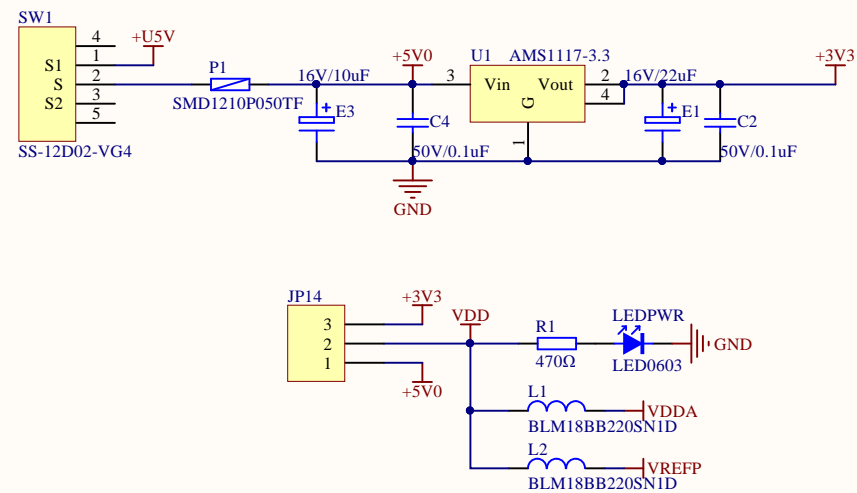 SW1
4
+U5V
S1 1
S 2
S2 3
5
SS-12D02-VG4
P1
SMD1210P050TF
16V/10uF
E3
+
+5V0
C4
50V/0.1uF
GND
U1 AMS1117-3.3
3 Vin Vout 2
4
G
1
16V/22uF
+
E1
C2
50V/0.1uF
+3V3
JP14
3
2
1
+3V3
VDD
+5V0
R1
470Ω
LEDPWR
LED0603
GND
L1
VDDA
BLM18BB220SN1D
L2
VREFP
BLM18BB220SN1D